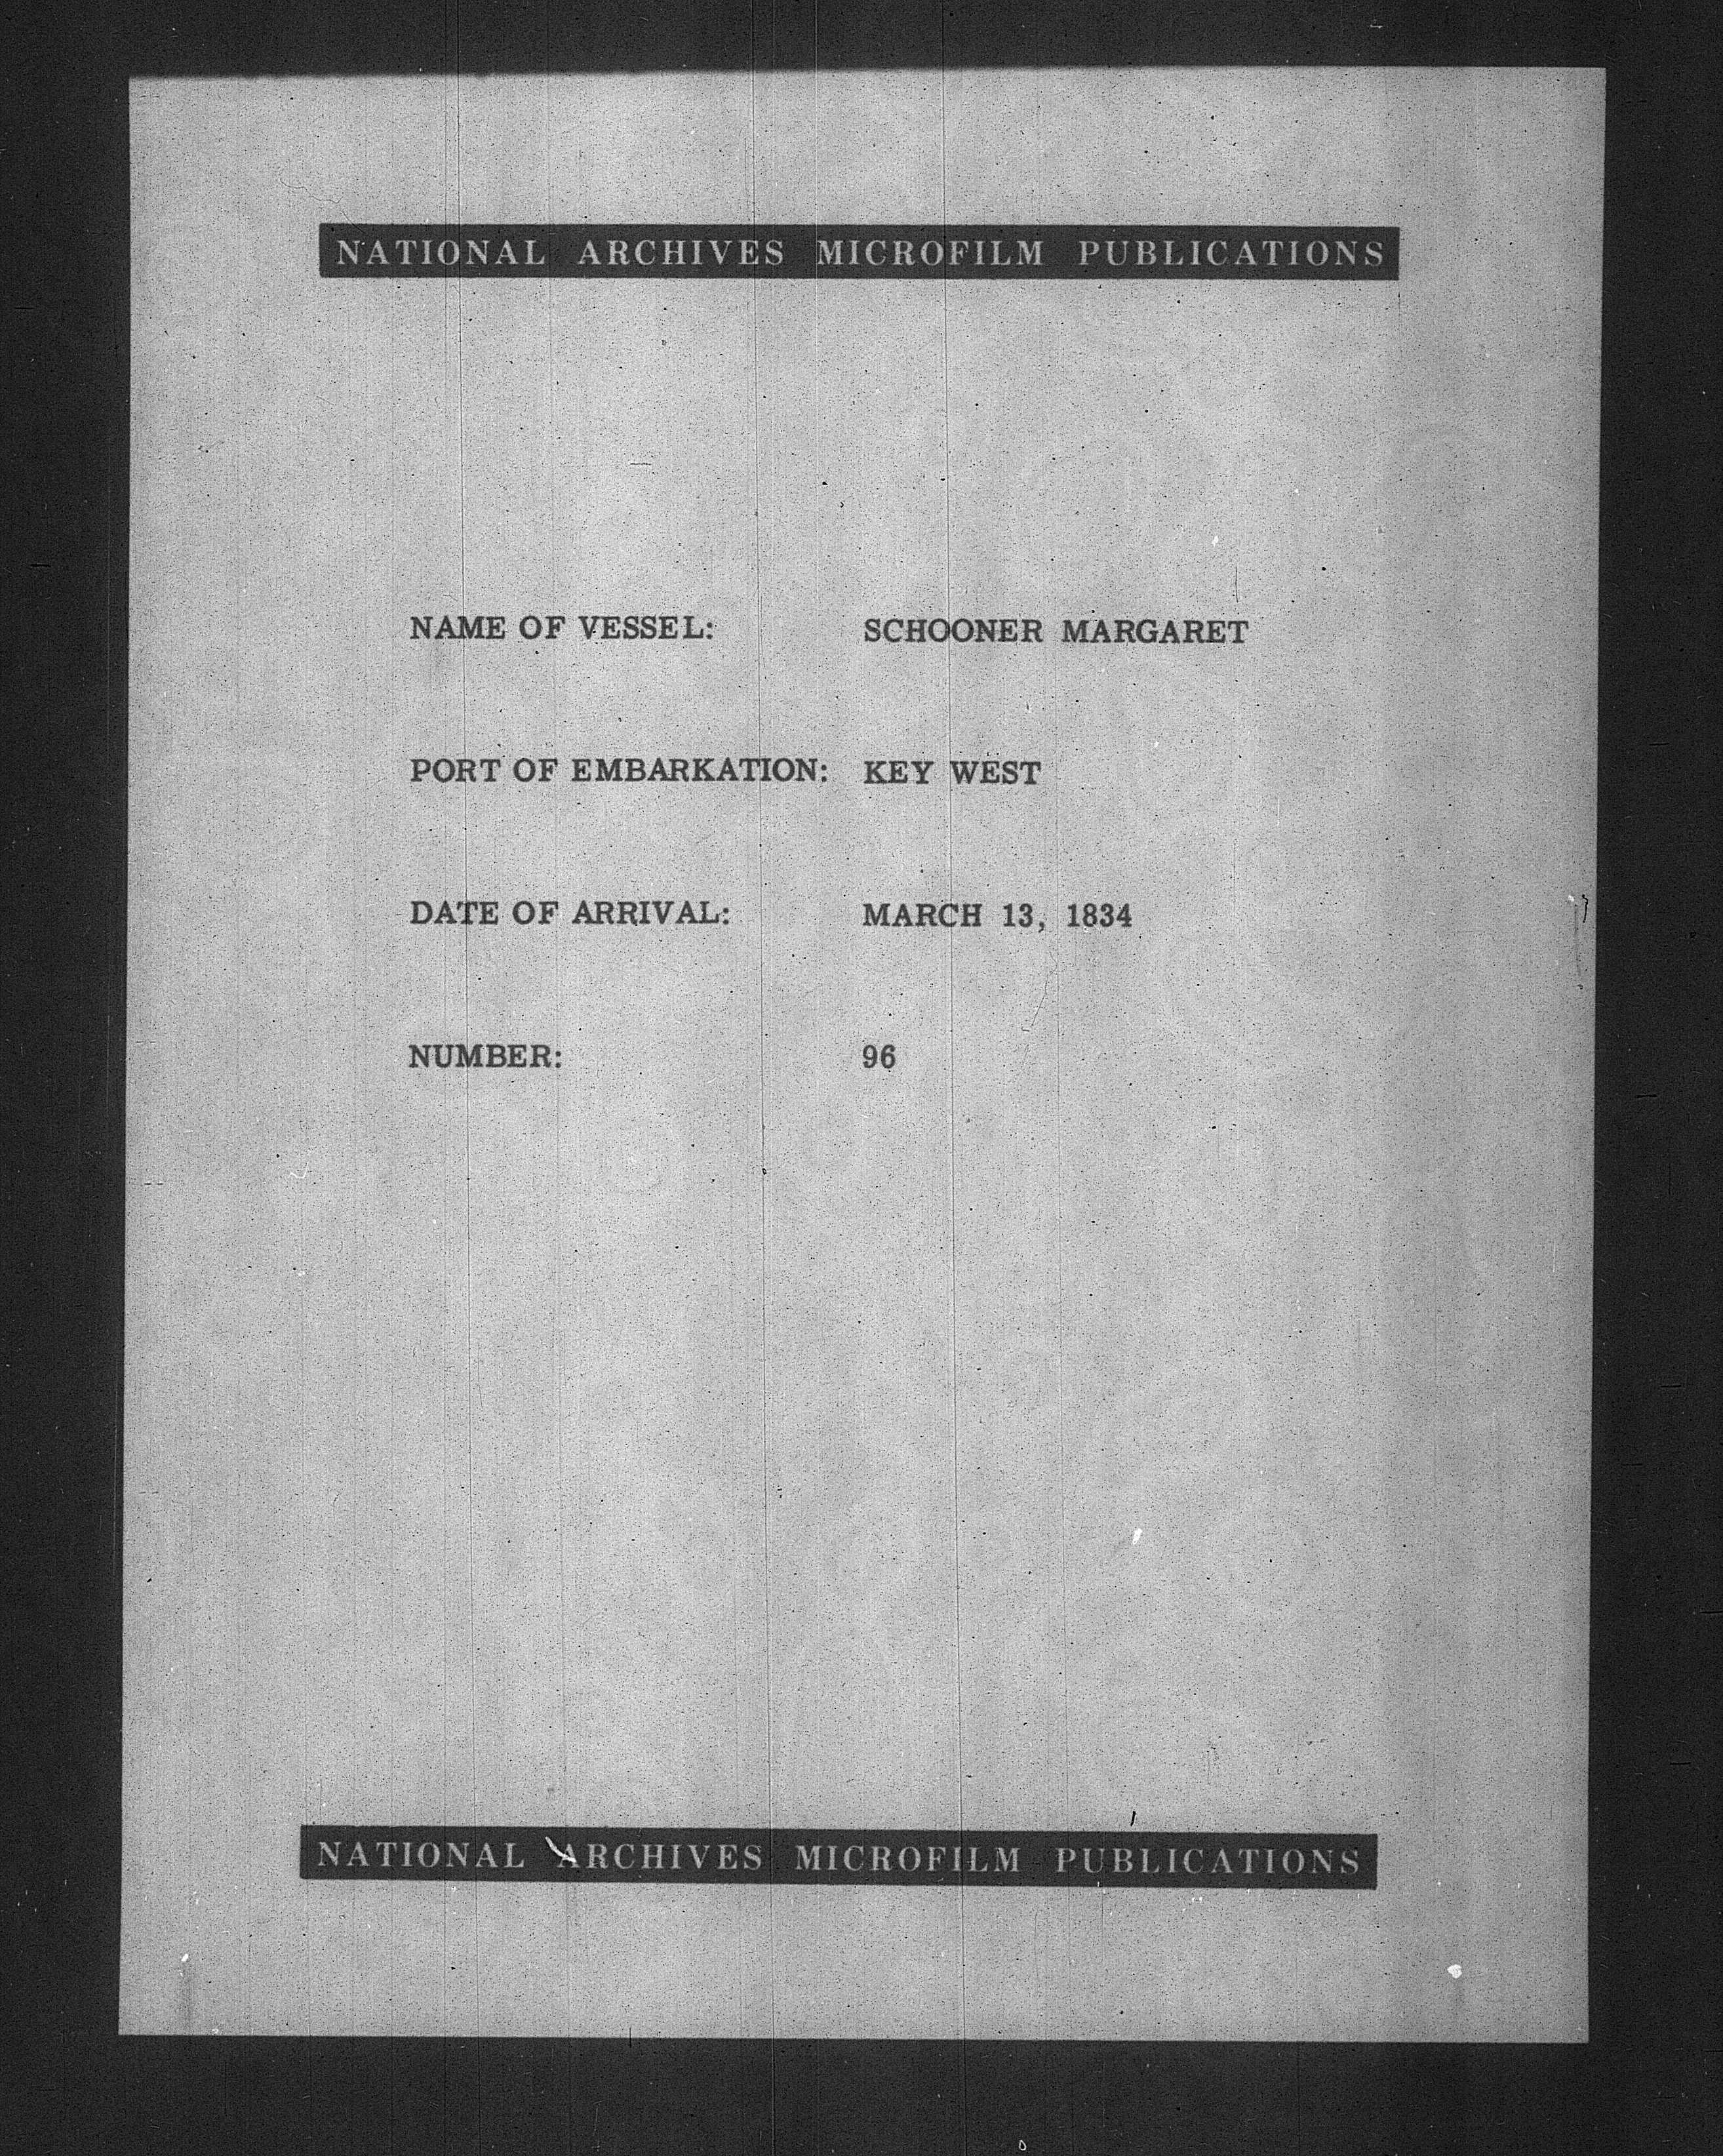 NATIONAL ARCHIVES MICROFILM PUBLICATIONS
NAME OF VESSEL: SCHOONER MARGARET
PORT OF EMBARKATION: KEY WEST
DATE OF ARRIVAL: MARCH 13, 1834
NUMBER: 96
NATIONAL ARCHIVES MICROFILM PUBLICATIONS